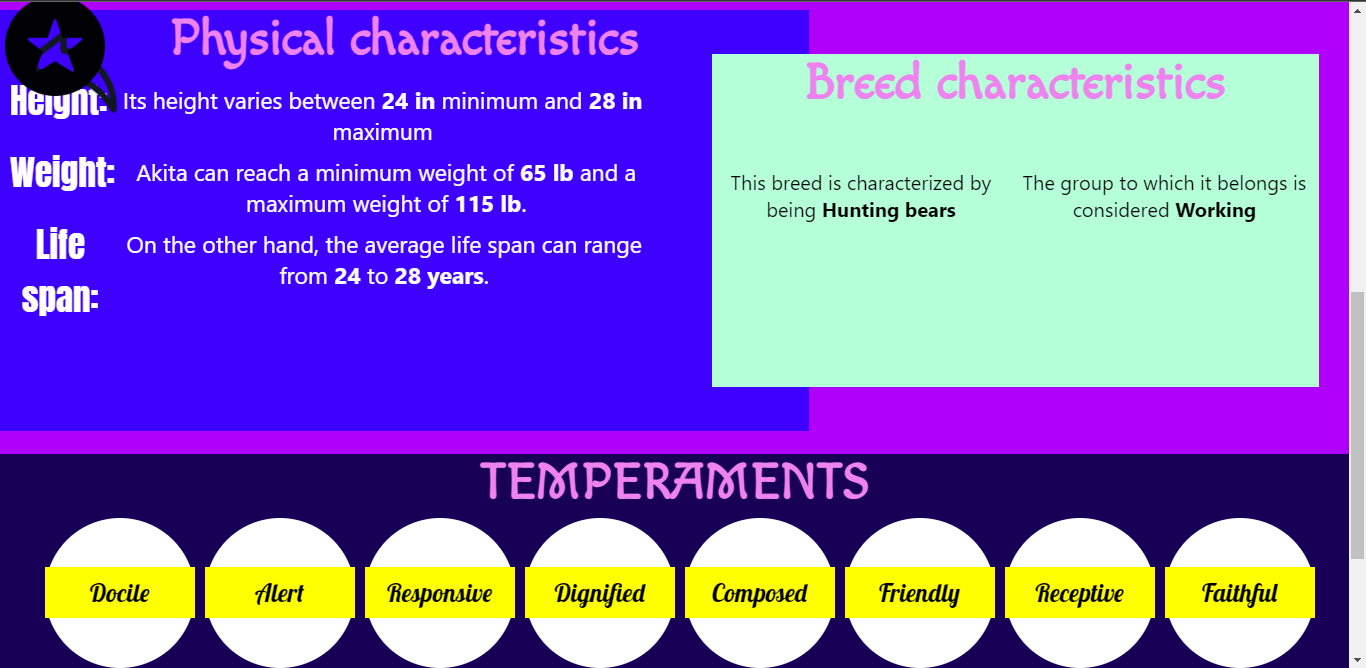 Physical characteristics
Height:
Its height varies between 24 in minimum and 28 in
maximum
Weight:
Akita can reach a minimum weight of 65 lb and a
maximum weight of 115 lb.
Life
span:
On the other hand, the average life span can range
from 24 to 28 years.
Breed characteristics
This breed is characterized by
being Hunting bears
The group to which it belongs is
considered Working
TEMPERAMENTS
Docile
Alert
Responsive
Dignified
Composed
Friendly
Receptive
Faithful